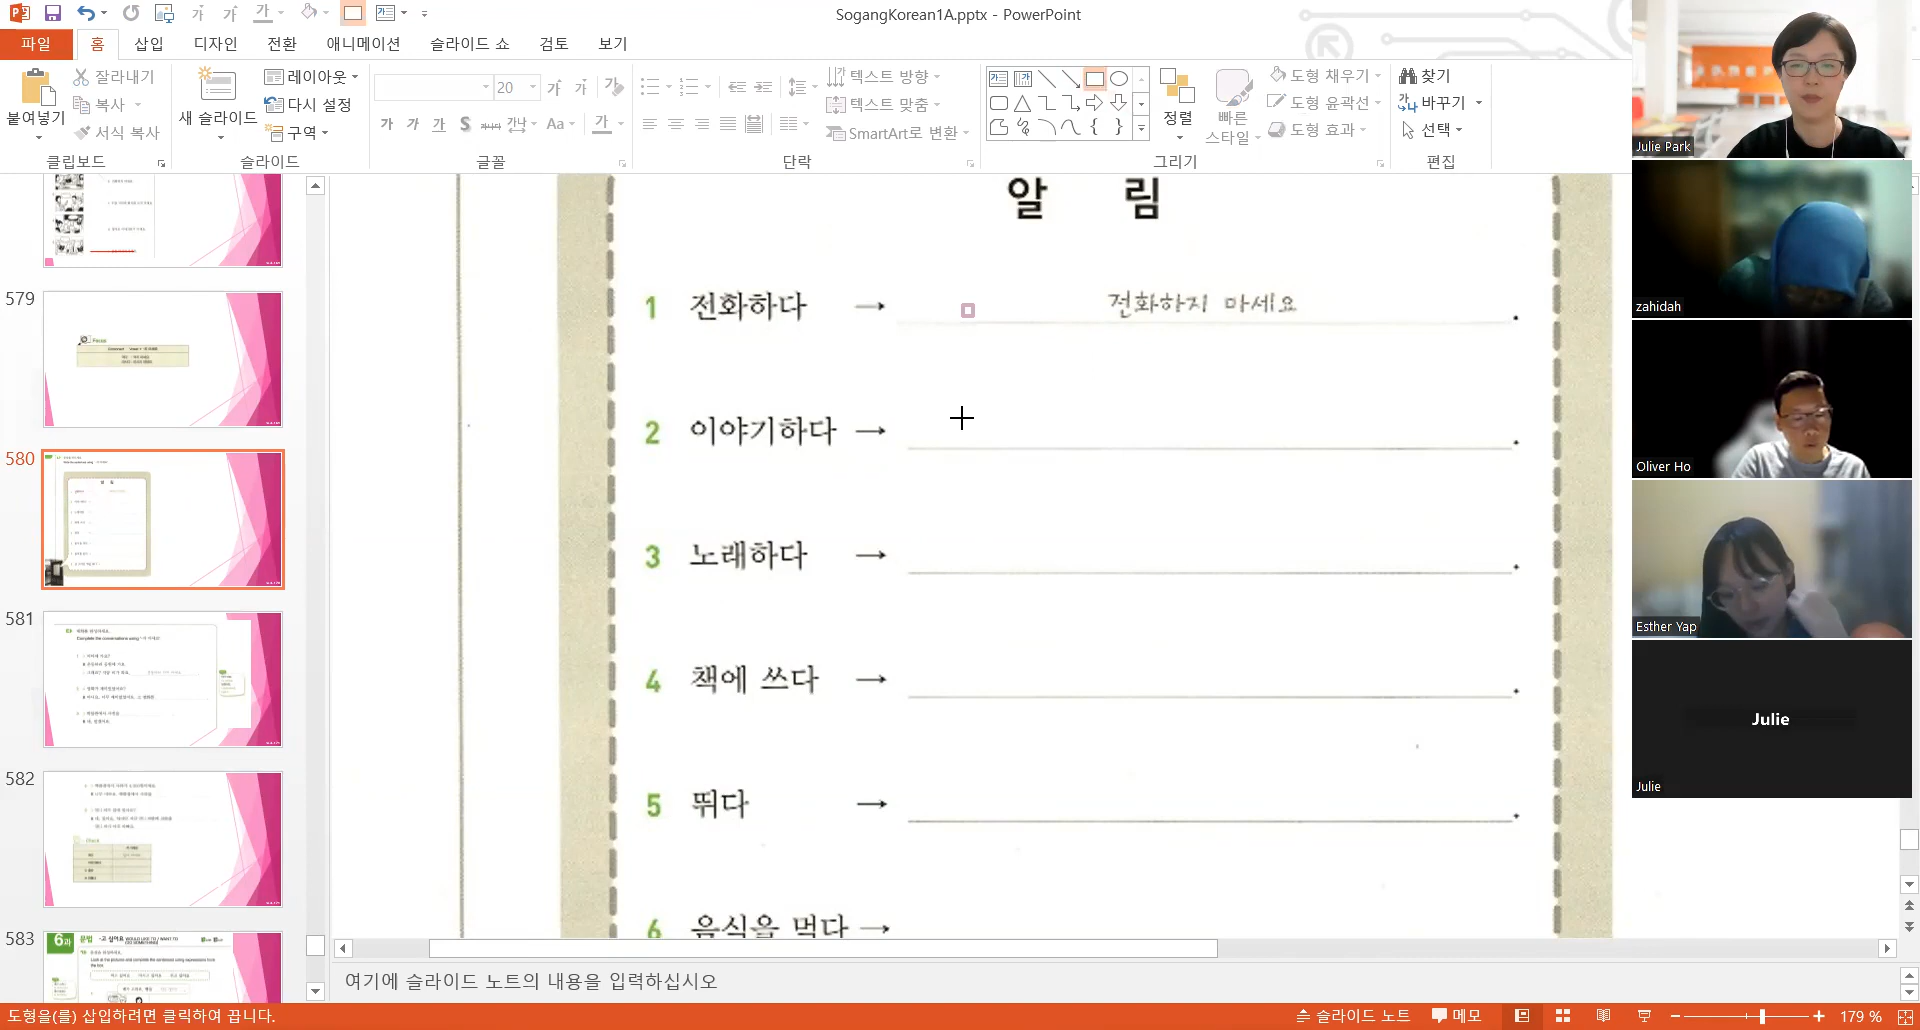 SogangKorean1A.pptx - PowerPoint
파일 홈 삽입 디자인 전환 애니메이션 슬라이드 쇼 검토 보기
붙여넣기
잘라내기
복사
서식 복사
클립보드
새 슬라이드
레이아웃
다시 설정
구역
슬라이드
20
글꼴
텍스트 방향
텍스트 맞춤
SmartArt로 변환
단락
정렬
빠른 스타일
도형 채우기
도형 윤곽선
도형 효과
그리기
찾기
바꾸기
선택
편집
579
580
581
582
583
알 림
1 전화하다 → 전화하지 마세요 .
2 이야기하다 → .
3 노래하다 → .
4 책에 쓰다 → .
5 뛰다 → .
6 음식을 먹다 →
여기에 슬라이드 노트의 내용을 입력하십시오
도형을(를) 삽입하려면 클릭하여 끕니다.
슬라이드 노트 메모 179 %
Julie Park
zahidah
Oliver Ho
Esther Yap
Julie
Julie